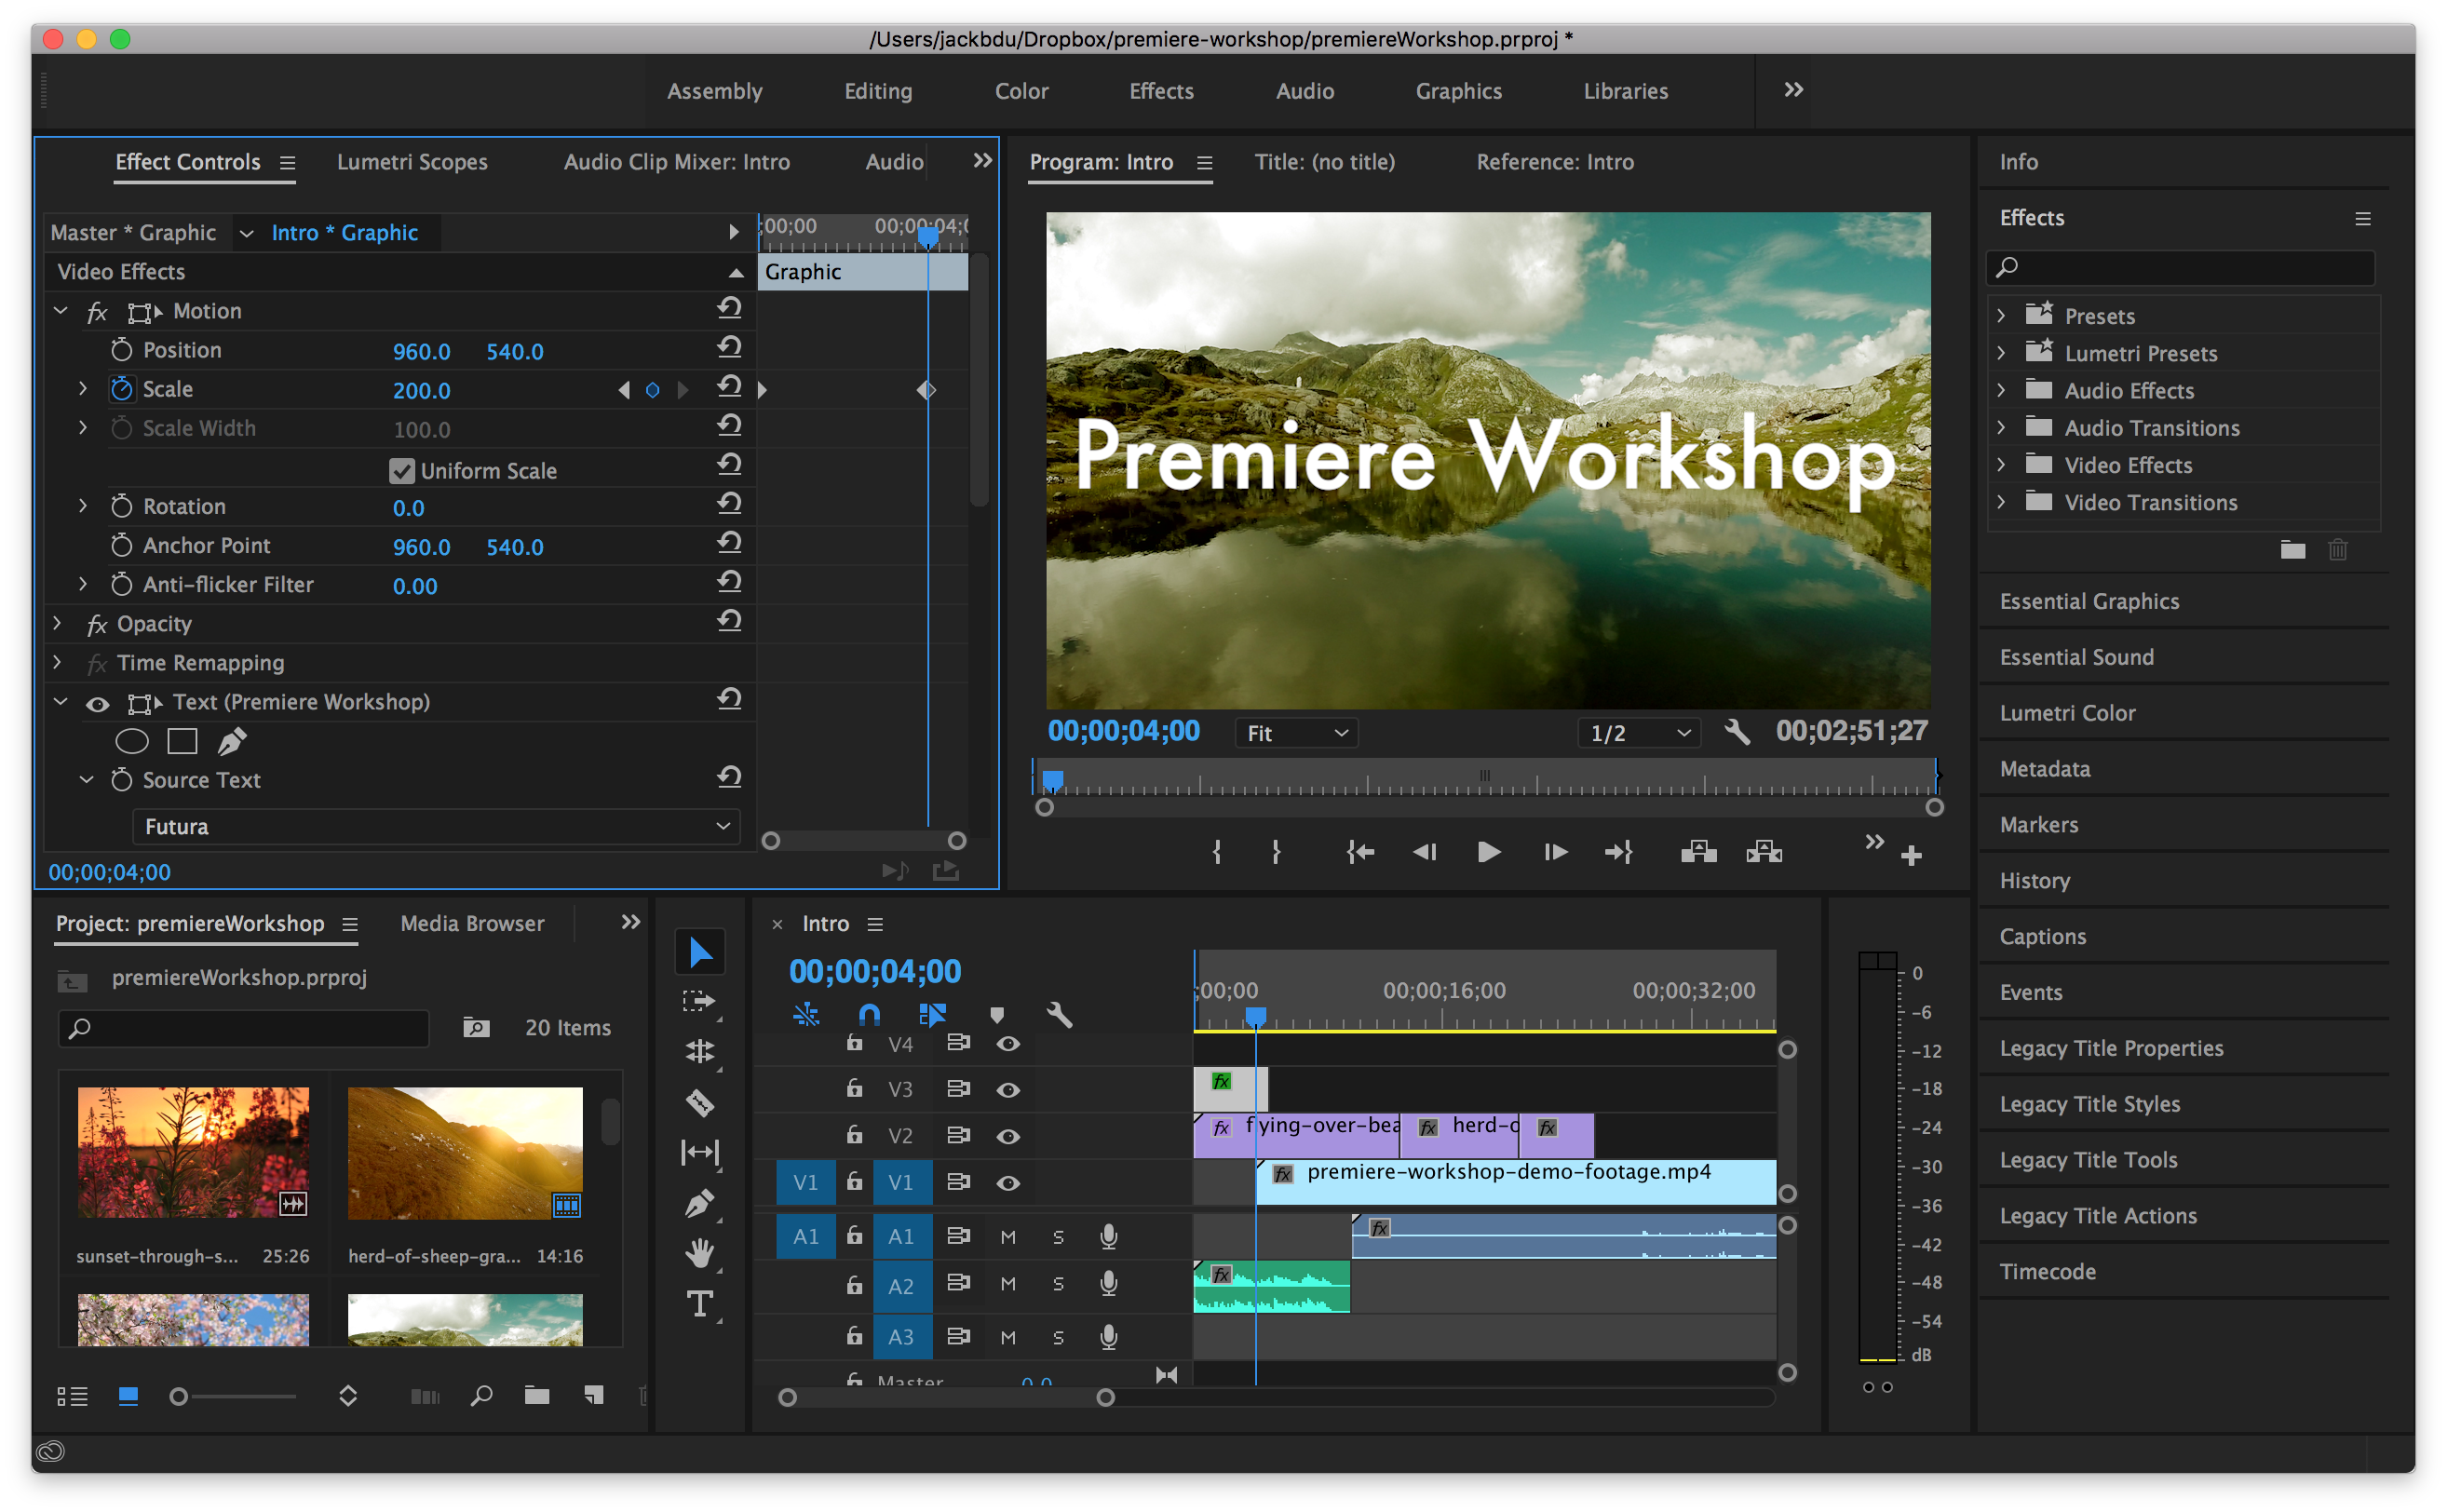 /Users/jackbdu/Dropbox/premiere-workshop/premiereWorkshop.prproj *
Assembly Editing Color Effects Audio Graphics Libraries
Effect Controls Lumetri Scopes Audio Clip Mixer: Intro Audio
Master * Graphic Intro * Graphic ;00;00 00;00;04;0
Video Effects Graphic
fx Motion
Position 960.0 540.0
Scale 200.0
Scale Width 100.0
Uniform Scale
Rotation 0.0
Anchor Point 960.0 540.0
Anti-flicker Filter 0.00
fx Opacity
fx Time Remapping
Text (Premiere Workshop)
Source Text
Futura
00;00;04;00
Program: Intro Title: (no title) Reference: Intro
Premiere Workshop
00;00;04;00 Fit 1/2 00;02;51;27
Info
Effects
Presets
Lumetri Presets
Audio Effects
Audio Transitions
Video Effects
Video Transitions
Essential Graphics
Essential Sound
Lumetri Color
Metadata
Markers
History
Captions
Events
Legacy Title Properties
Legacy Title Styles
Legacy Title Tools
Legacy Title Actions
Timecode
Project: premiereWorkshop Media Browser
premiereWorkshop.prproj
20 Items
sunset-through-s... 25:26 herd-of-sheep-gra... 14:16
T
Intro
00;00;04;00
;00;00 00;00;16;00 00;00;32;00
V4
V3 fx
V2 fx flying-over-bea fx herd-o fx
V1 V1 fx premiere-workshop-demo-footage.mp4
A1 A1 M S fx
A2 M S fx
A3 M S
Master 0.0
0
-6
-12
-18
-24
-30
-36
-42
-48
-54
dB